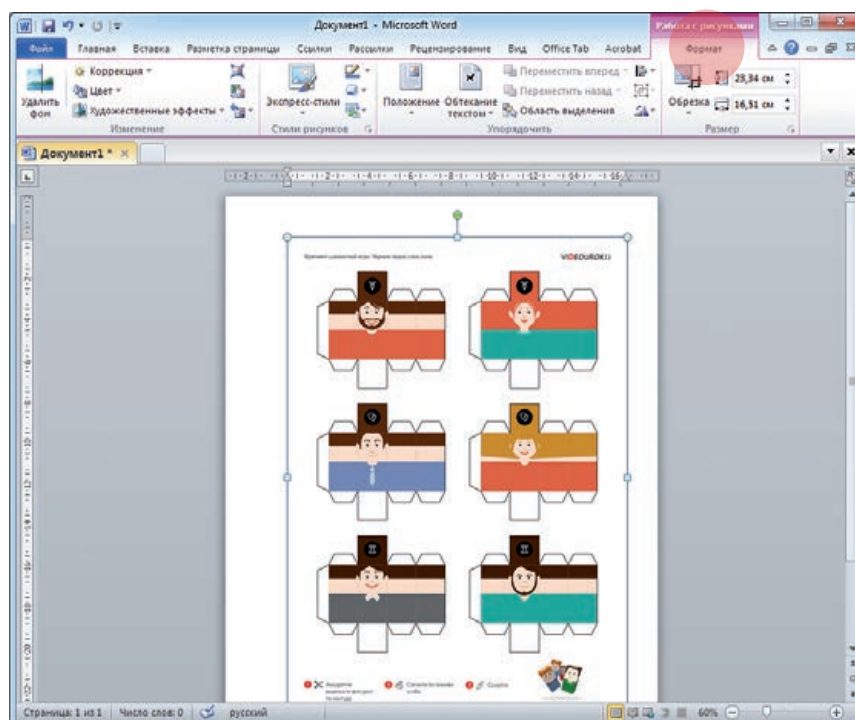 Документ1 - Microsoft Word
Работа с рисунками
Файл Главная Вставка Разметка страницы Ссылки Рассылки Рецензирование Вид Office Tab Acrobat Формат
Удалить фон
Коррекция
Цвет
Художественные эффекты
Изменение
Экспресс-стили
Стили рисунков
Положение
Обтекание текстом
Переместить вперед
Переместить назад
Область выделения
Упорядочить
Обрезка
23,34 см
16,51 см
Размер
Документ1 *
VIDEOUROKI
Страница: 1 из 1 Число слов: 0 русский 60%